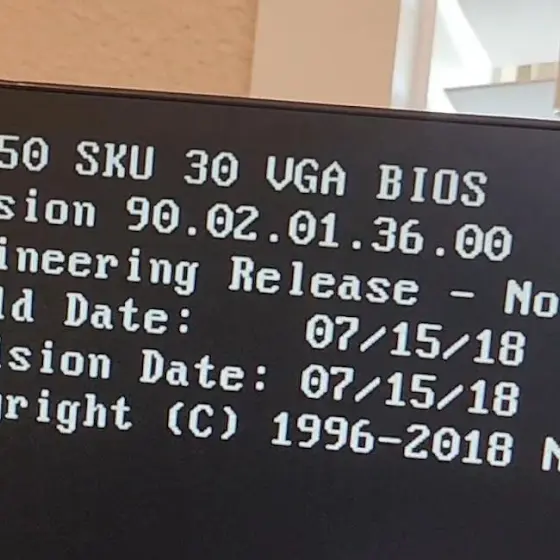 50 SKU 30 VGA BIOS
sion 90.02.01.36.00
ineering Release - No
ld Date: 07/15/18
sion Date: 07/15/18
right (C) 1996-2018 N